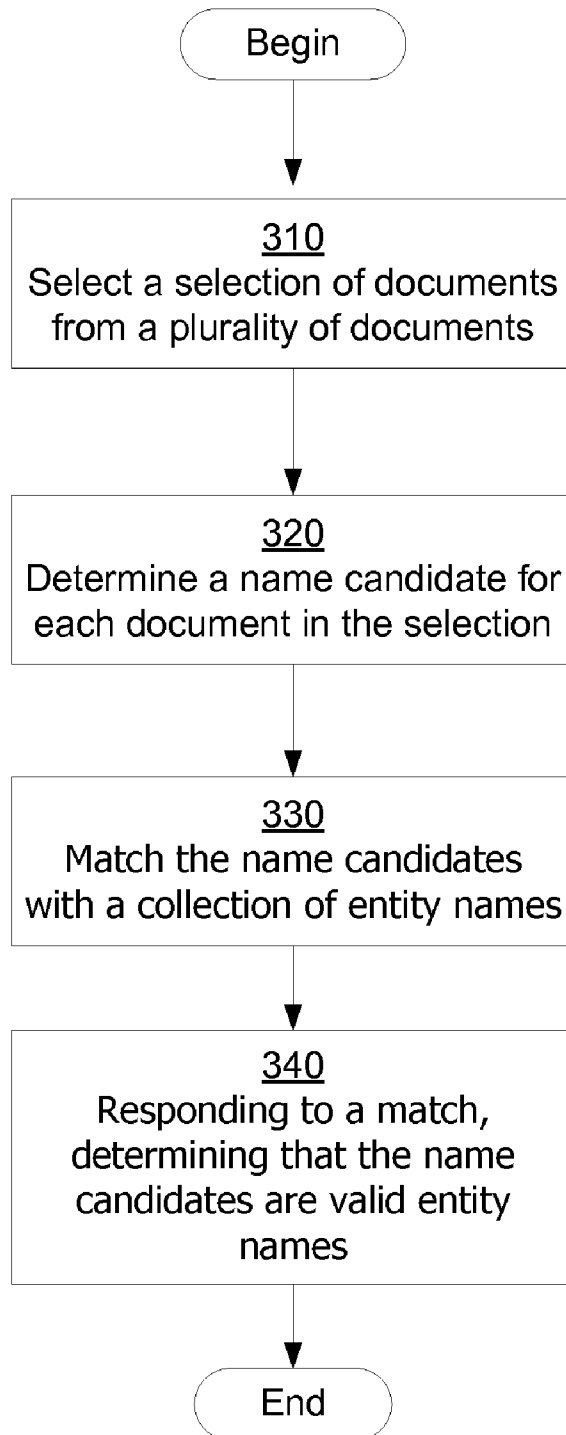 Begin
310
Select a selection of documents
from a plurality of documents
320
Determine a name candidate for
each document in the selection
330
Match the name candidates
with a collection of entity names
340
Responding to a match,
determining that the name
candidates are valid entity
names
End